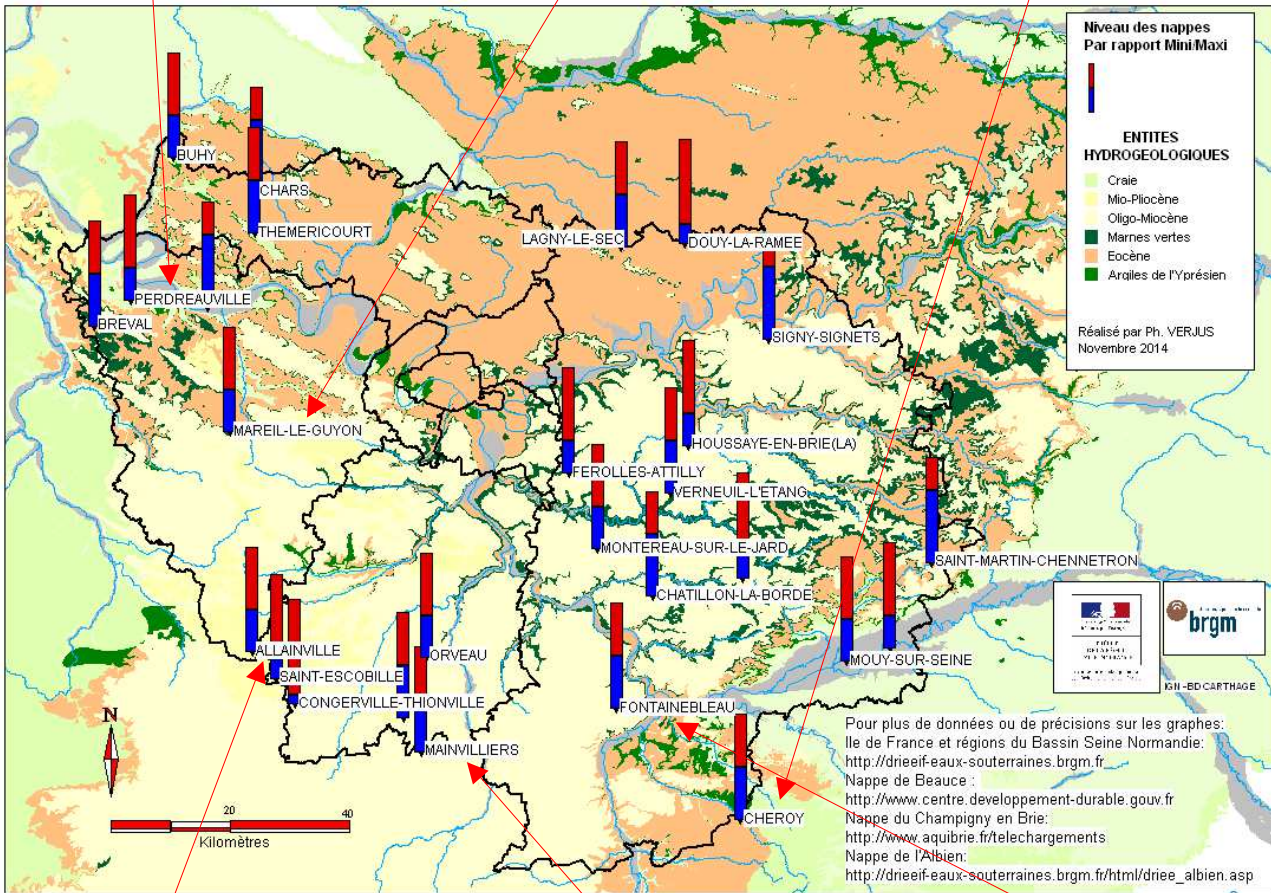 Niveau des nappes
Par rapport Mini/Maxi
ENTITES
HYDROGEOLOGIQUES
Craie
Mio-Pliocène
Oligo-Miocène
Marnes vertes
Eocène
Argiles de l'Yprésien
Réalisé par Ph. VERJUS
Novembre 2014
BUHY
CHARS
THEMERICOURT
LAGNY-LE-SEC
DOUY-LA-RAMEE
PERDREAUVILLE
BREVAL
SIGNY-SIGNETS
MAREIL-LE-GUYON
HOUSSAYE-EN-BRIE(LA)
FEROLLES-ATTILLY
VERNEUIL-L'ETANG
MONTEREAU-SUR-LE-JARD
SAINT-MARTIN-CHENNETRON
CHATILLON-LA-BORDE
ALLAINVILLE
ORVEAU
SAINT-ESCOBILLE
MOUY-SUR-SEINE
CONGERVILLE-THIONVILLE
FONTAINEBLEAU
MAINVILLIERS
CHEROY
brgm
IGN -BDCARTHAGE
N
20
40
Kilomètres
Pour plus de données ou de précisions sur les graphes:
Ile de France et régions du Bassin Seine Normandie:
http://drieeif-eaux-souterraines.brgm.fr
Nappe de Beauce :
http://www.centre.developpement-durable.gouv.fr
Nappe du Champigny en Brie:
http://www.aquibrie.fr/telechargements
Nappe de l'Albien:
http://drieeif-eaux-souterraines.brgm.fr/html/driee_albien.asp